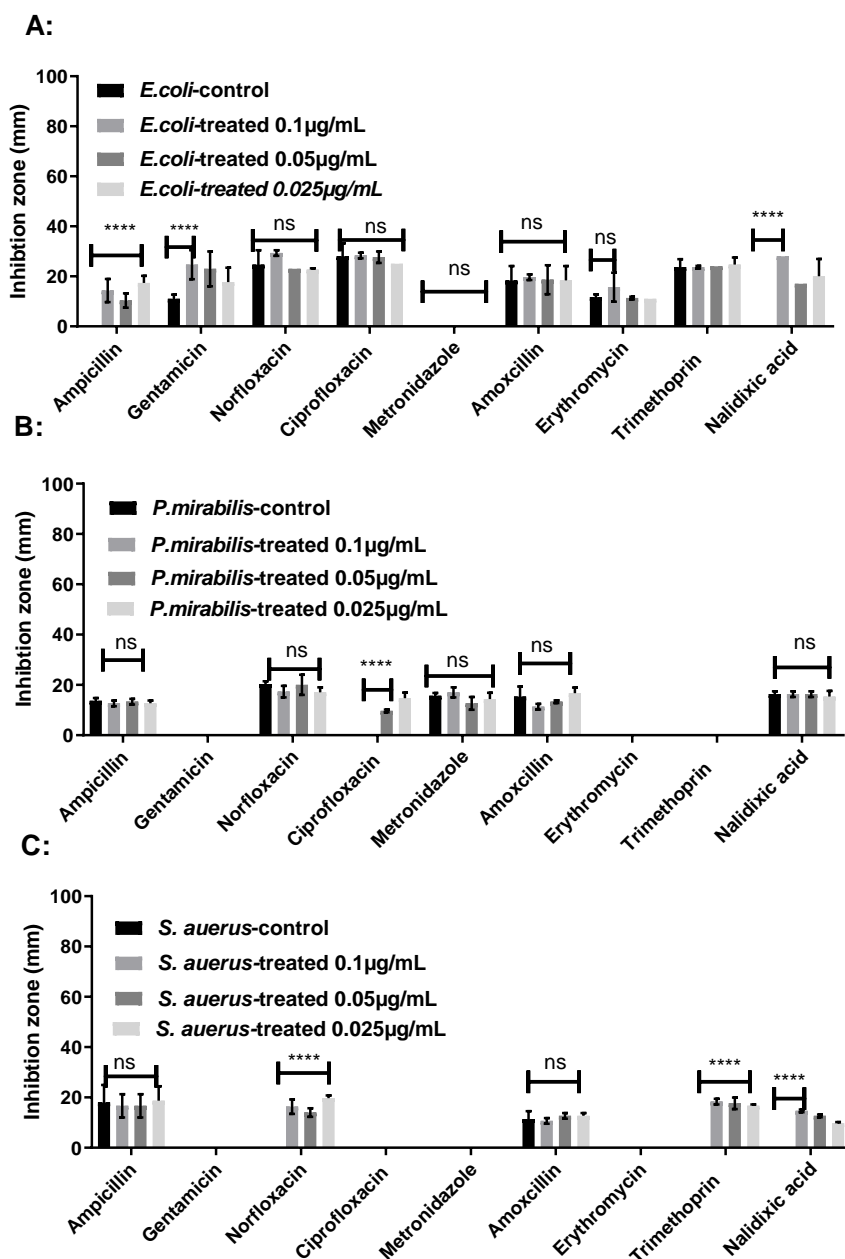 A:
100
80
60
40
20
0
Inhibtion zone (mm)
E.coli-control
E.coli-treated 0.1µg/mL
E.coli-treated 0.05µg/mL
E.coli-treated 0.025µg/mL
****
****
ns
ns
ns
ns
ns
****
Ampicillin
Gentamicin
Norfloxacin
Ciprofloxacin
Metronidazole
Amoxcillin
Erythromycin
Trimethoprin
Nalidixic acid
B:
100
80
60
40
20
0
Inhibtion zone (mm)
P.mirabilis-control
P.mirabilis-treated 0.1µg/mL
P.mirabilis-treated 0.05µg/mL
P.mirabilis-treated 0.025µg/mL
ns
ns
****
ns
ns
ns
Ampicillin
Gentamicin
Norfloxacin
Ciprofloxacin
Metronidazole
Amoxcillin
Erythromycin
Trimethoprin
Nalidixic acid
C:
100
80
60
40
20
0
Inhibtion zone (mm)
S. auerus-control
S. auerus-treated 0.1µg/mL
S. auerus-treated 0.05µg/mL
S. auerus-treated 0.025µg/mL
ns
****
ns
****
****
Ampicillin
Gentamicin
Norfloxacin
Ciprofloxacin
Metronidazole
Amoxcillin
Erythromycin
Trimethoprin
Nalidixic acid